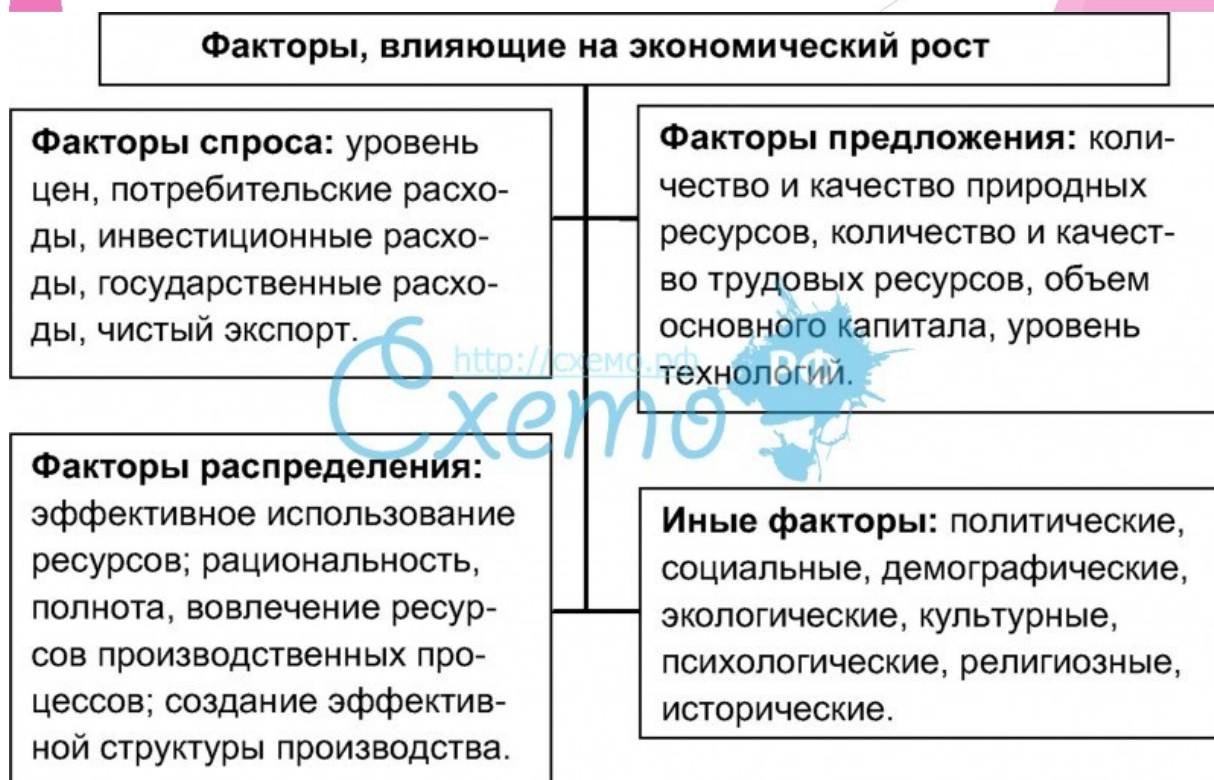 Факторы, влияющие на экономический рост
Факторы спроса: уровень
цен, потребительские расхо-
ды, инвестиционные расхо-
ды, государственные расхо-
ды, чистый экспорт.
Факторы предложения: коли-
чество и качество природных
ресурсов, количество и качест-
во трудовых ресурсов, объем
основного капитала, уровень
технологий.
http://схемо.рф
Схемо
РФ
Факторы распределения:
эффективное использование
ресурсов; рациональность,
полнота, вовлечение ресур-
сов производственных про-
цессов; создание эффектив-
ной структуры производства.
Иные факторы: политические,
социальные, демографические,
экологические, культурные,
психологические, религиозные,
исторические.